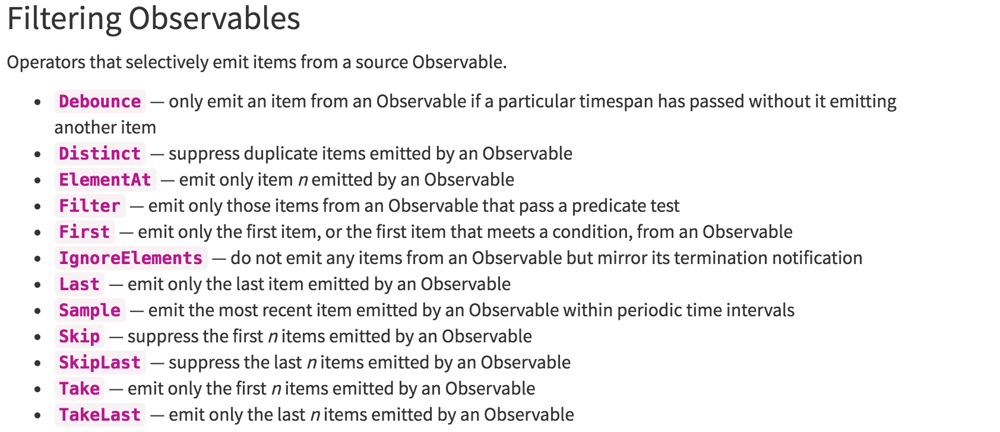 Filtering Observables
Operators that selectively emit items from a source Observable.
• Debounce — only emit an item from an Observable if a particular timespan has passed without it emitting
another item
• Distinct — suppress duplicate items emitted by an Observable
• ElementAt — emit only item n emitted by an Observable
• Filter — emit only those items from an Observable that pass a predicate test
• First — emit only the first item, or the first item that meets a condition, from an Observable
• IgnoreElements — do not emit any items from an Observable but mirror its termination notification
• Last — emit only the last item emitted by an Observable
• Sample — emit the most recent item emitted by an Observable within periodic time intervals
• Skip — suppress the first n items emitted by an Observable
• SkipLast — suppress the last n items emitted by an Observable
• Take — emit only the first n items emitted by an Observable
• TakeLast — emit only the last n items emitted by an Observable